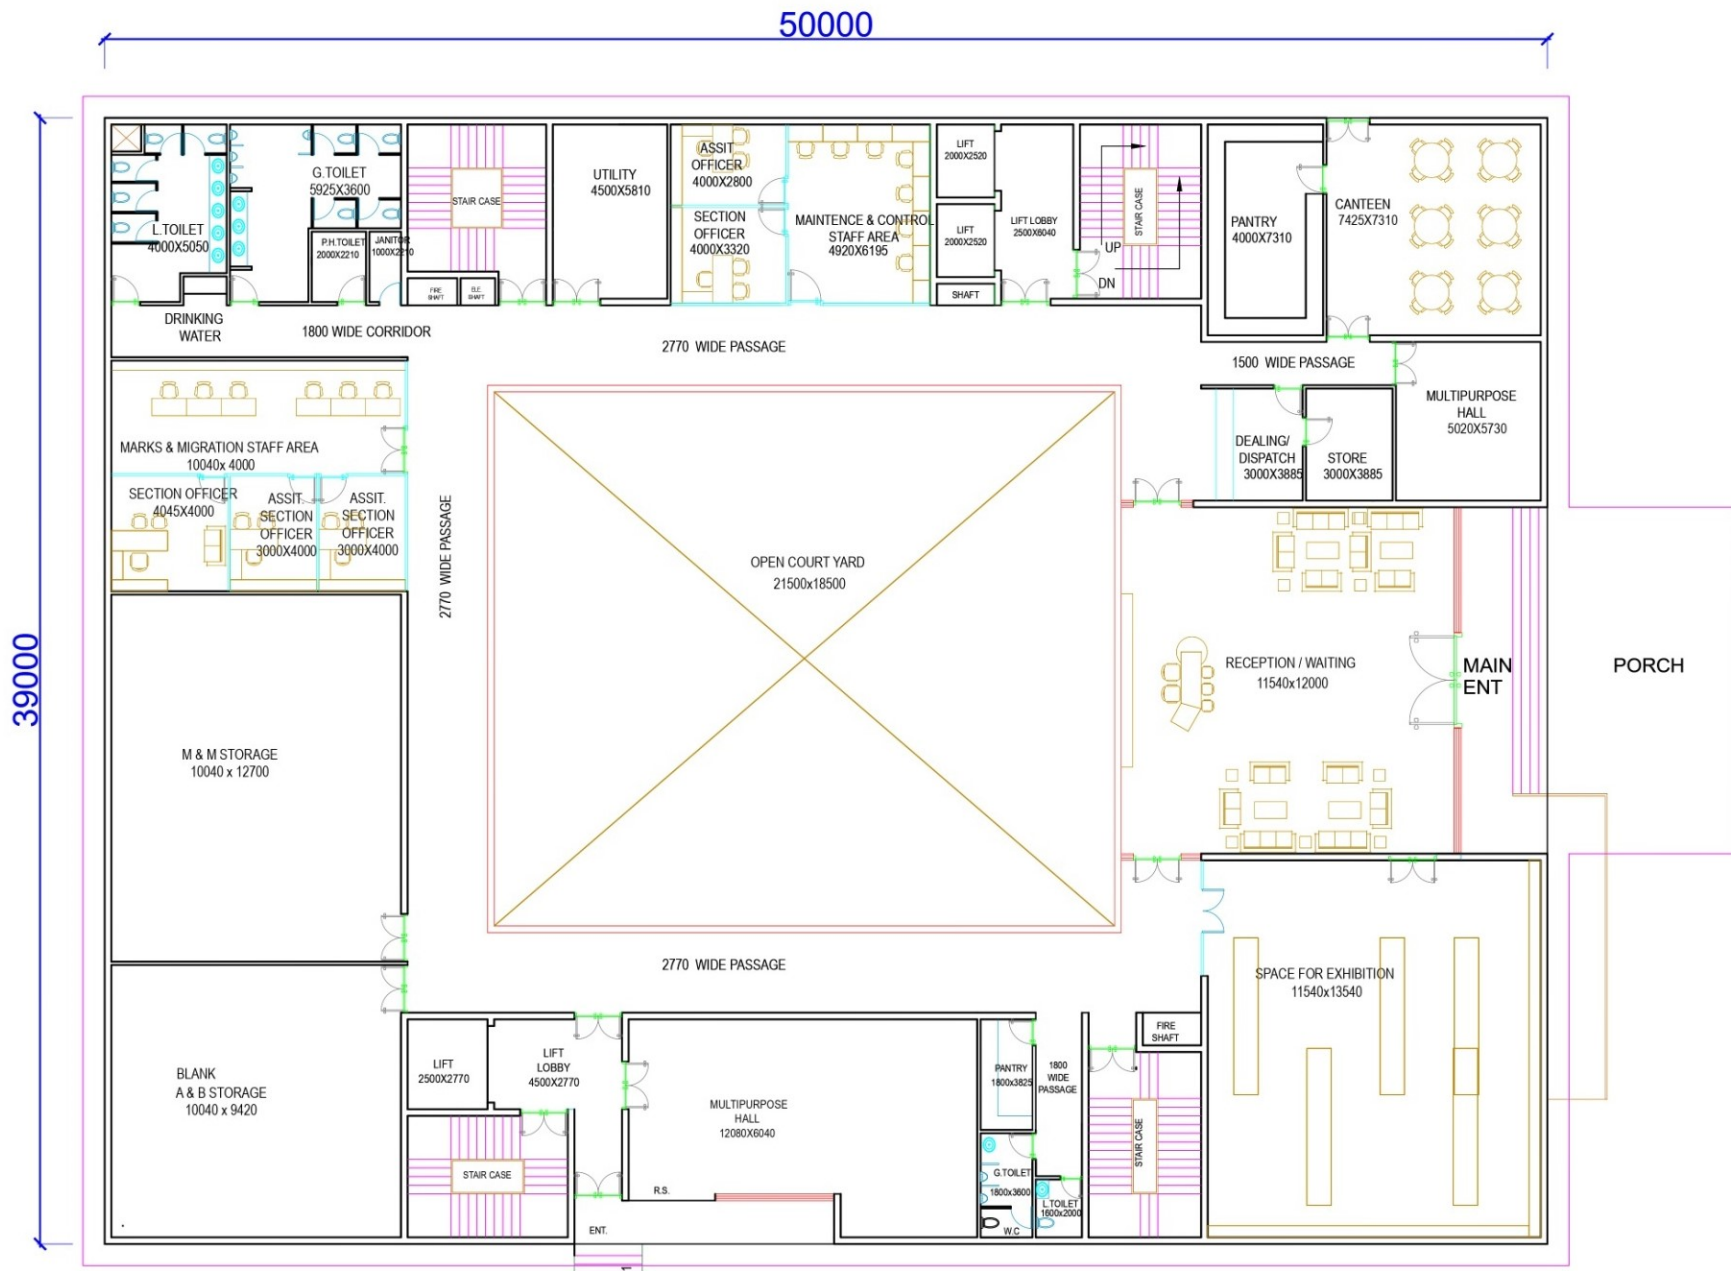 50000
39000
L.TOILET
4000X5050
G.TOILET
5925X3600
P.H.TOILET
2000X2210
JANITOR
1000X2210
STAIR CASE
FIRE
SHAFT
ELE.
SHAFT
UTILITY
4500X5810
ASSIT
OFFICER
4000X2800
SECTION
OFFICER
4000X3320
MAINTENCE & CONTROL
STAFF AREA
4920X6195
LIFT
2000X2520
LIFT
2000X2520
SHAFT
LIFT LOBBY
2500X6040
STAIR CASE
UP
DN
PANTRY
4000X7310
CANTEEN
7425X7310
DRINKING
WATER
1800 WIDE CORRIDOR
2770 WIDE PASSAGE
1500 WIDE PASSAGE
MULTIPURPOSE
HALL
5020X5730
DEALING/
DISPATCH
3000X3885
STORE
3000X3885
MARKS & MIGRATION STAFF AREA
10040x 4000
SECTION OFFICER
4045X4000
ASSIT.
SECTION
OFFICER
3000X4000
ASSIT.
SECTION
OFFICER
3000X4000
2770 WIDE PASSAGE
OPEN COURT YARD
21500x18500
RECEPTION / WAITING
11540x12000
MAIN
ENT
PORCH
M & M STORAGE
10040 x 12700
2770 WIDE PASSAGE
SPACE FOR EXHIBITION
11540x13540
BLANK
A & B STORAGE
10040 x 9420
LIFT
2500X2770
LIFT
LOBBY
4500X2770
STAIR CASE
ENT.
R.S.
MULTIPURPOSE
HALL
12080X6040
PANTRY
1800x3825
1800
WIDE
PASSAGE
G.TOILET
1800x3600
W.C
L.TOILET
1600x2000
FIRE
SHAFT
STAIR CASE